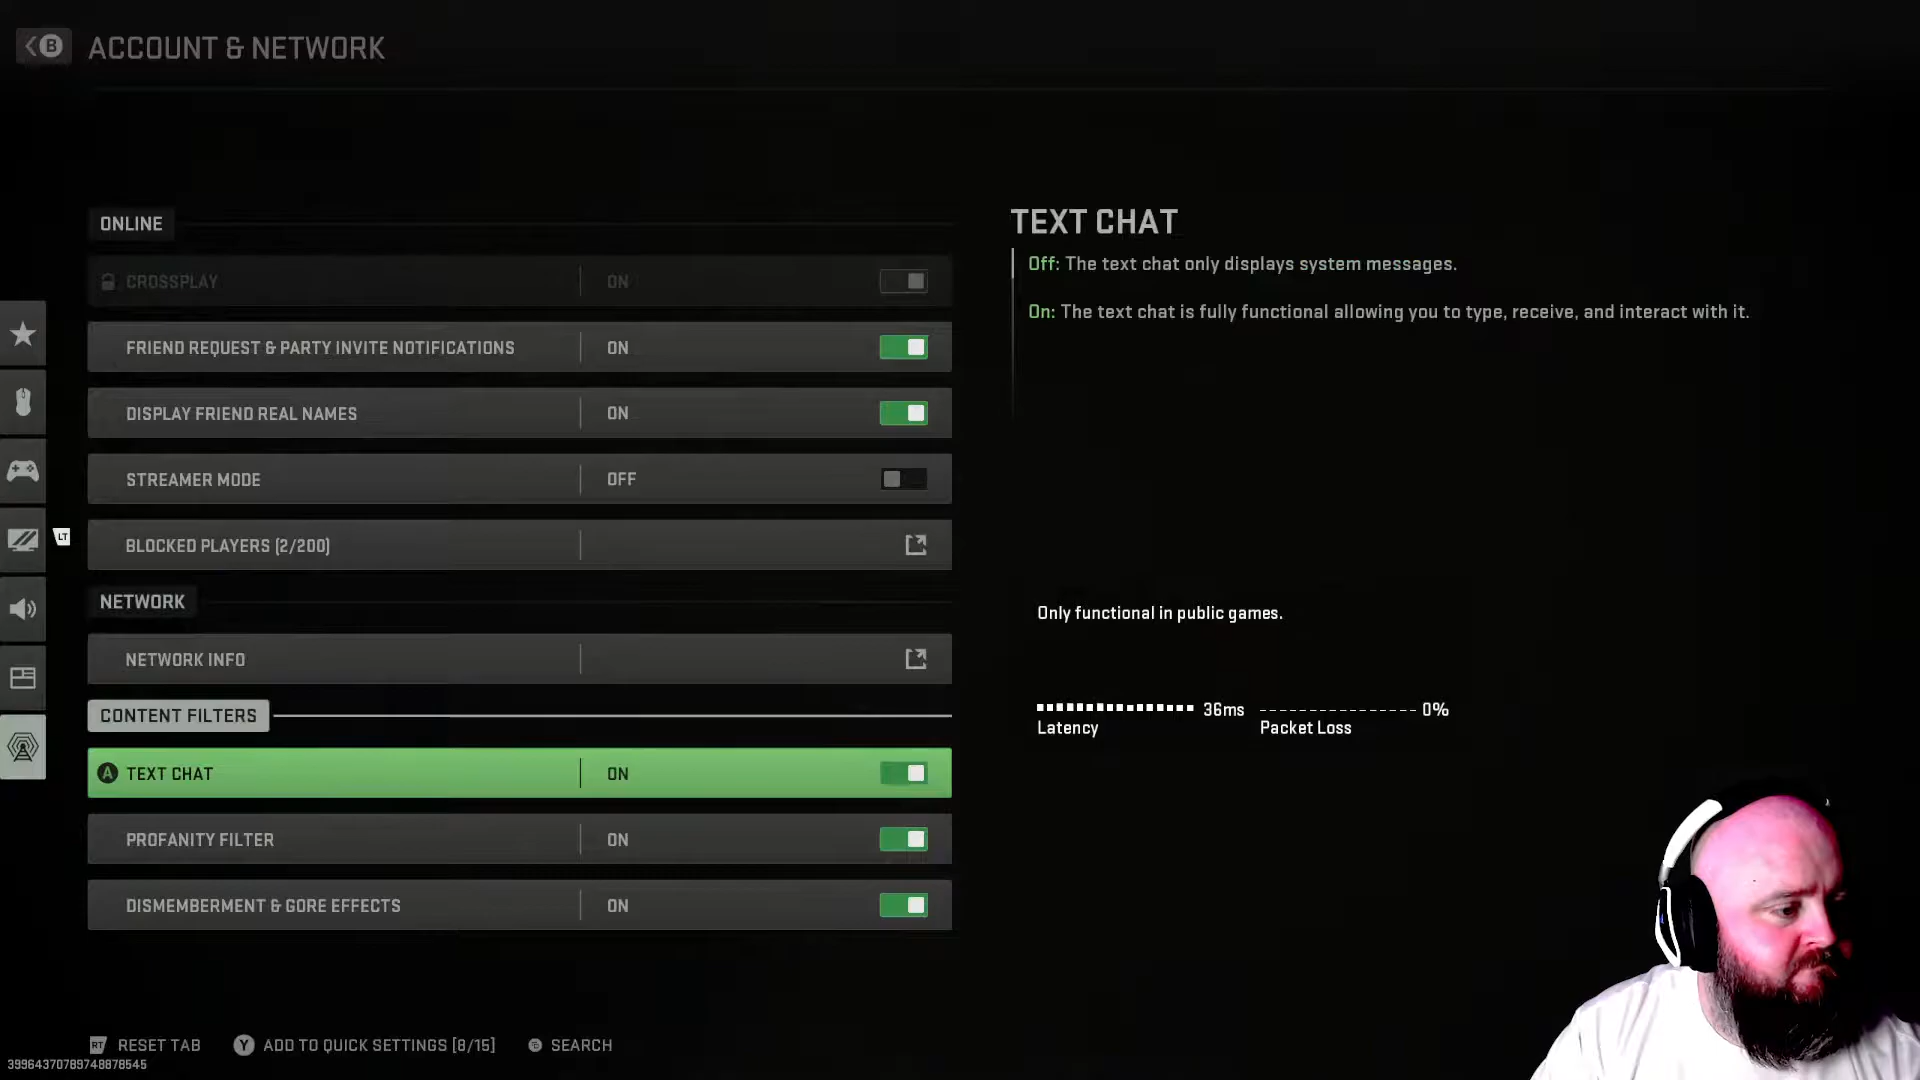 B ACCOUNT & NETWORK
ONLINE
CROSSPLAY ON
FRIEND REQUEST & PARTY INVITE NOTIFICATIONS ON
DISPLAY FRIEND REAL NAMES ON
STREAMER MODE OFF
LT
BLOCKED PLAYERS (2/200)
NETWORK
NETWORK INFO
CONTENT FILTERS
A TEXT CHAT ON
PROFANITY FILTER ON
DISMEMBERMENT & GORE EFFECTS ON
TEXT CHAT
Off: The text chat only displays system messages.
On: The text chat is fully functional allowing you to type, receive, and interact with it.
Only functional in public games.
36ms 0%
Latency Packet Loss
RT RESET TAB Y ADD TO QUICK SETTINGS [8/15] SEARCH
39964370789748878545